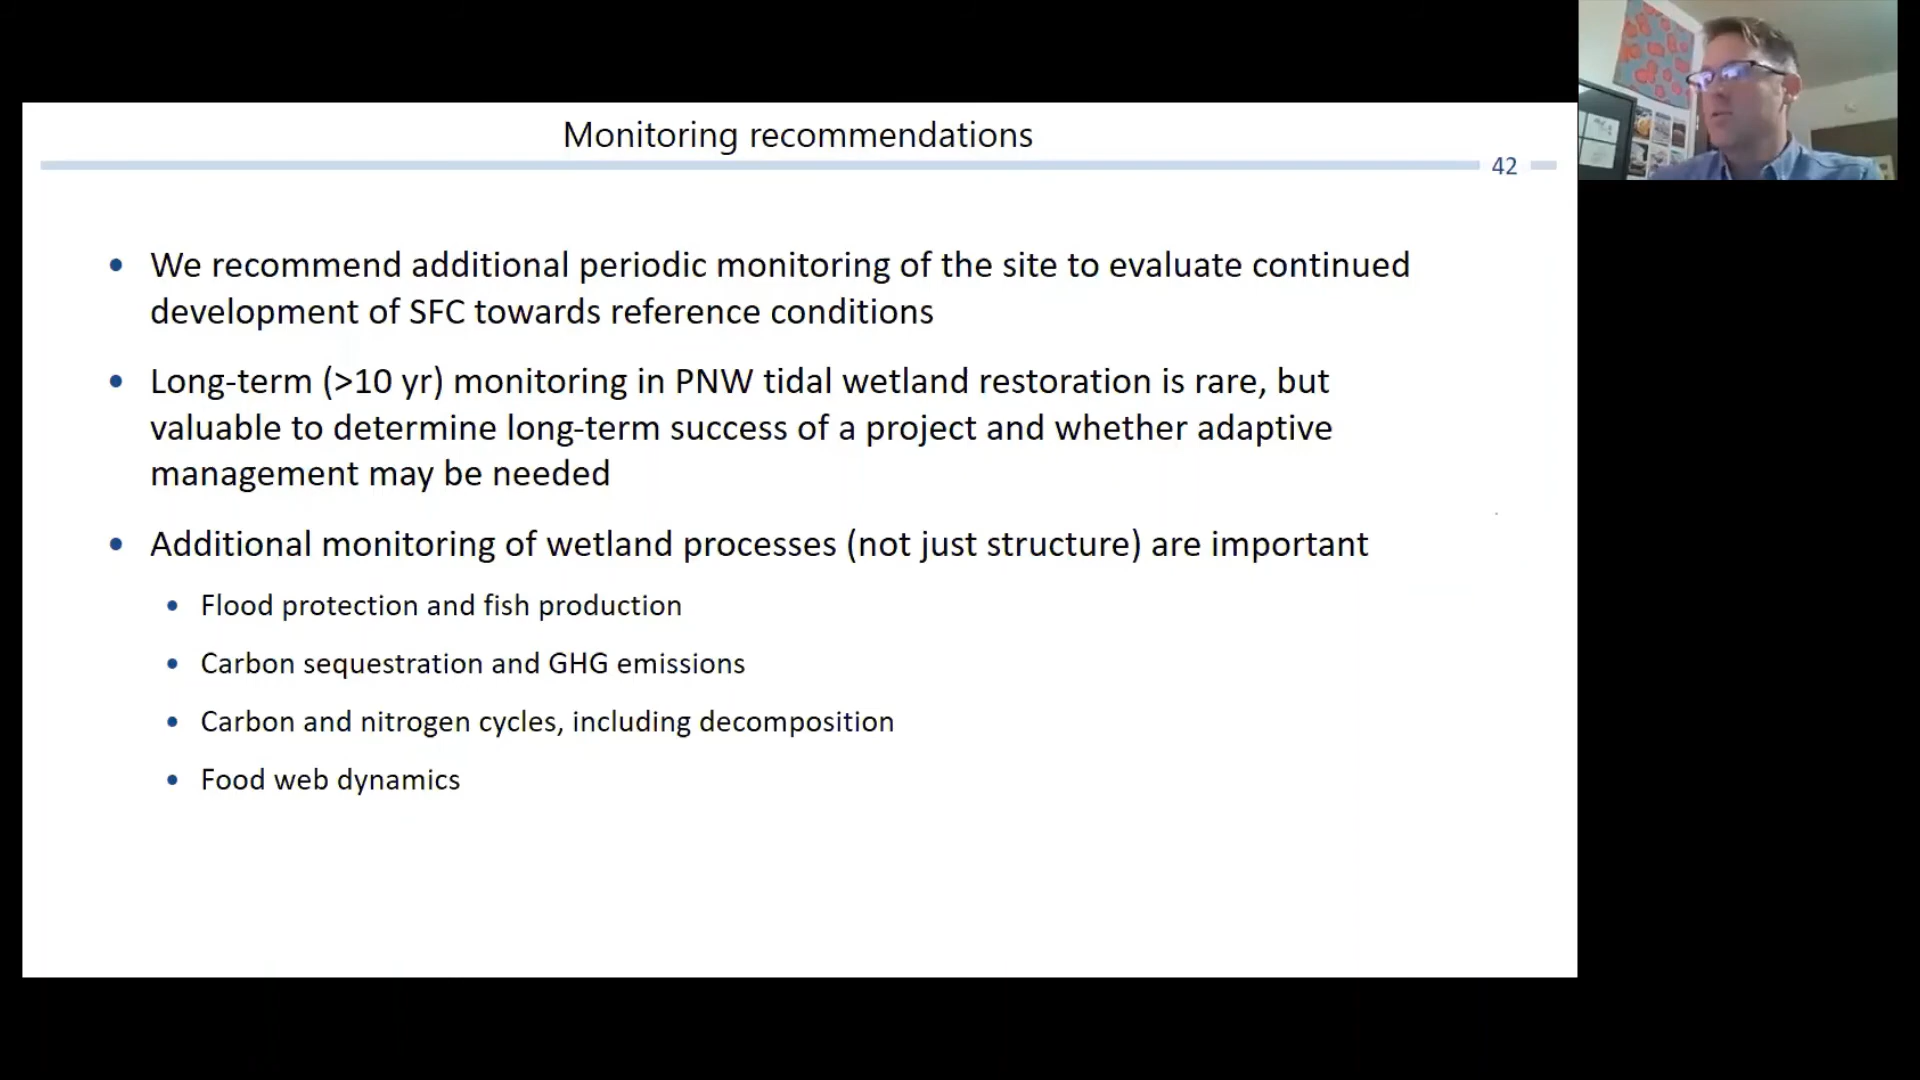 Monitoring recommendations
42
• We recommend additional periodic monitoring of the site to evaluate continued
development of SFC towards reference conditions
• Long-term (>10 yr) monitoring in PNW tidal wetland restoration is rare, but
valuable to determine long-term success of a project and whether adaptive
management may be needed
• Additional monitoring of wetland processes (not just structure) are important
• Flood protection and fish production
• Carbon sequestration and GHG emissions
• Carbon and nitrogen cycles, including decomposition
• Food web dynamics